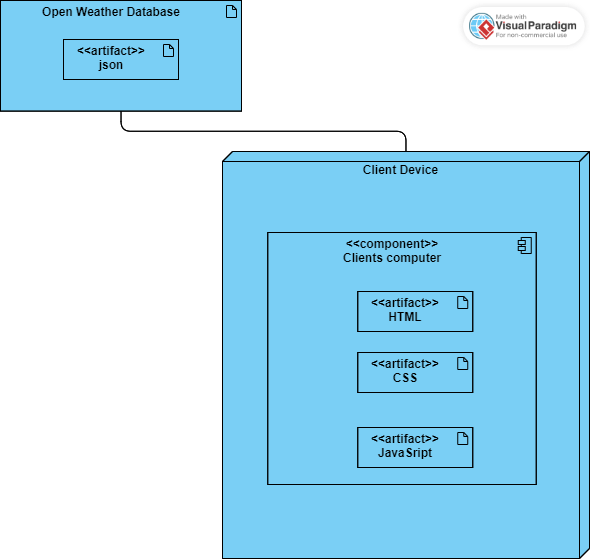 Open Weather Database
<<artifact>>
json
Made with
Visual Paradigm
For non-commercial use
Client Device
<<component>>
Clients computer
<<artifact>>
HTML
<<artifact>>
CSS
<<artifact>>
JavaSript